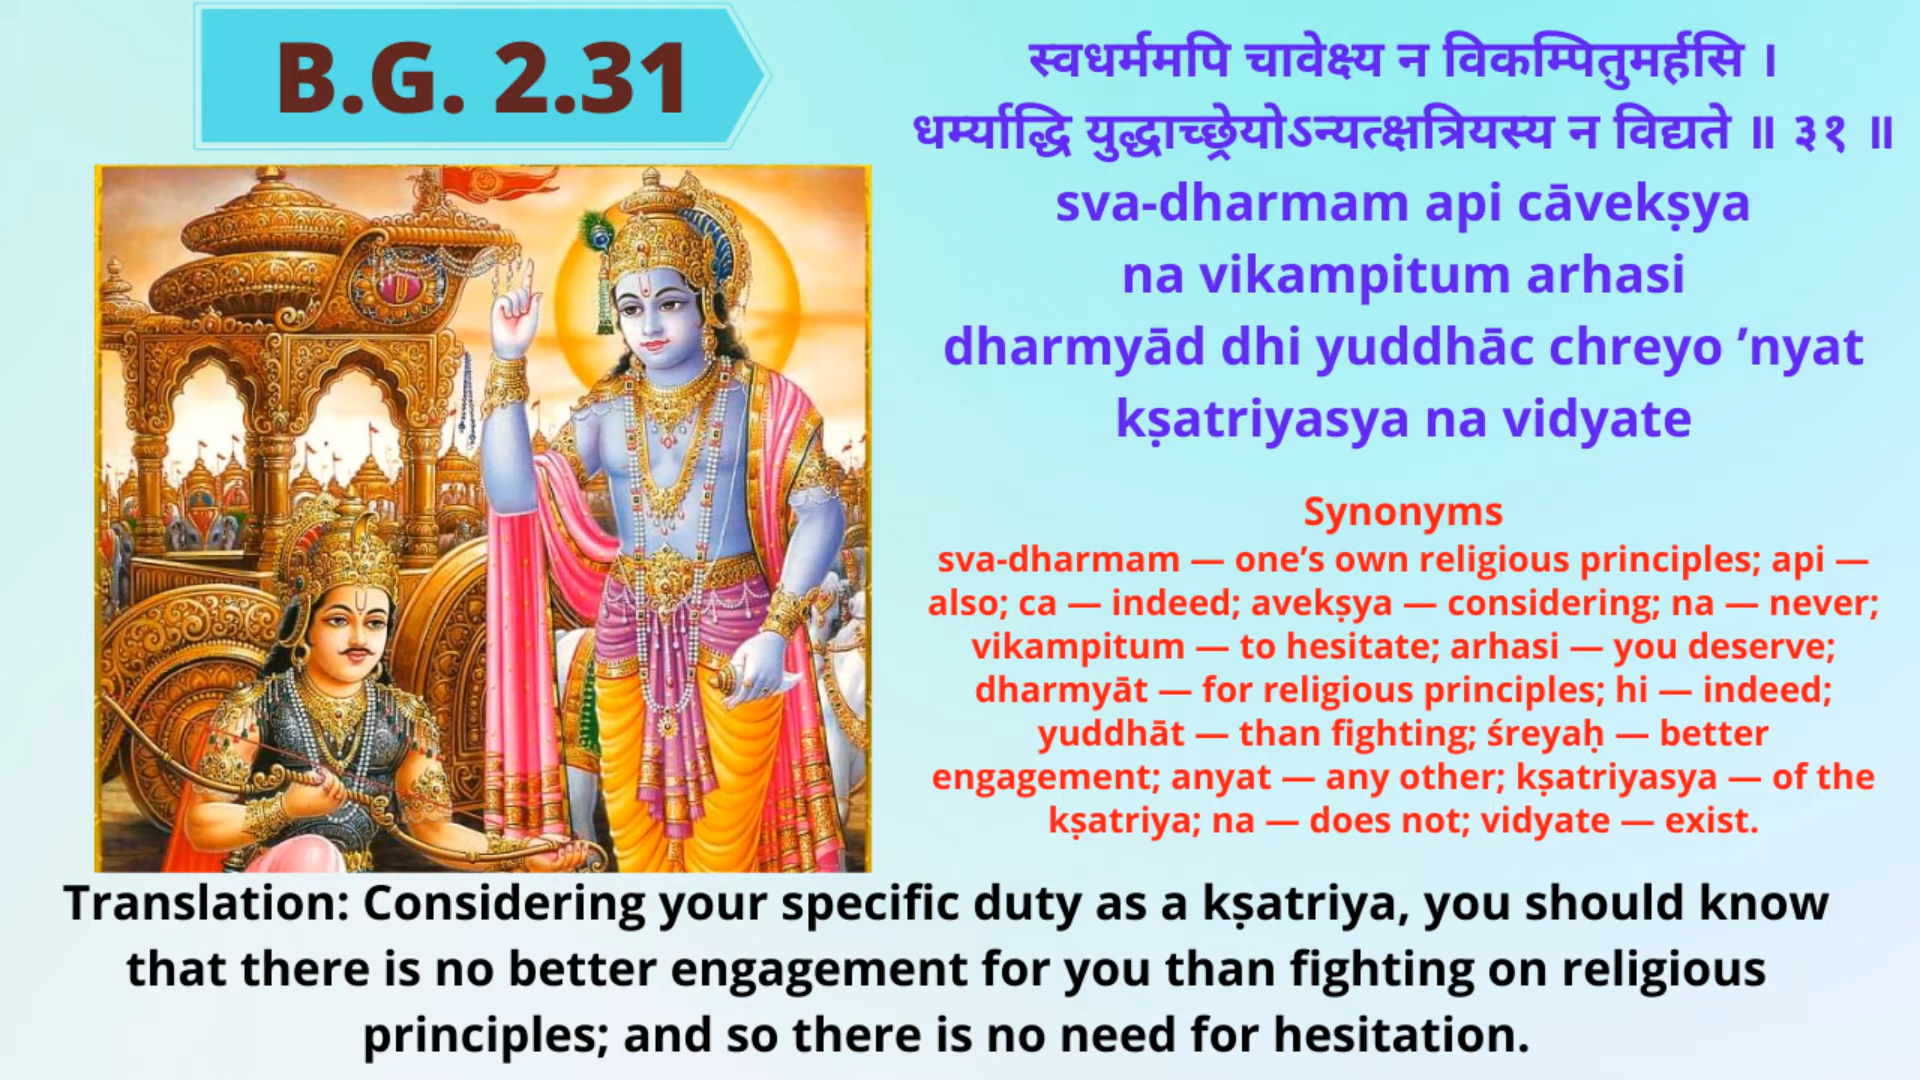 B.G. 2.31
स्वधर्ममपि चावेक्ष्य न विकम्पितुमर्हसि ।
धर्म्याद्धि युद्धाच्छ्रेयोऽन्यत्क्षत्रियस्य न विद्यते ॥ ३१ ॥
sva-dharmam api cāvekṣya
na vikampitum arhasi
dharmyād dhi yuddhāc chreyo ’nyat
kṣatriyasya na vidyate
Synonyms
sva-dharmam — one’s own religious principles; api —
also; ca — indeed; avekṣya — considering; na — never;
vikampitum — to hesitate; arhasi — you deserve;
dharmyāt — for religious principles; hi — indeed;
yuddhāt — than fighting; śreyaḥ — better
engagement; anyat — any other; kṣatriyasya — of the
kṣatriya; na — does not; vidyate — exist.
Translation: Considering your specific duty as a kṣatriya, you should know
that there is no better engagement for you than fighting on religious
principles; and so there is no need for hesitation.